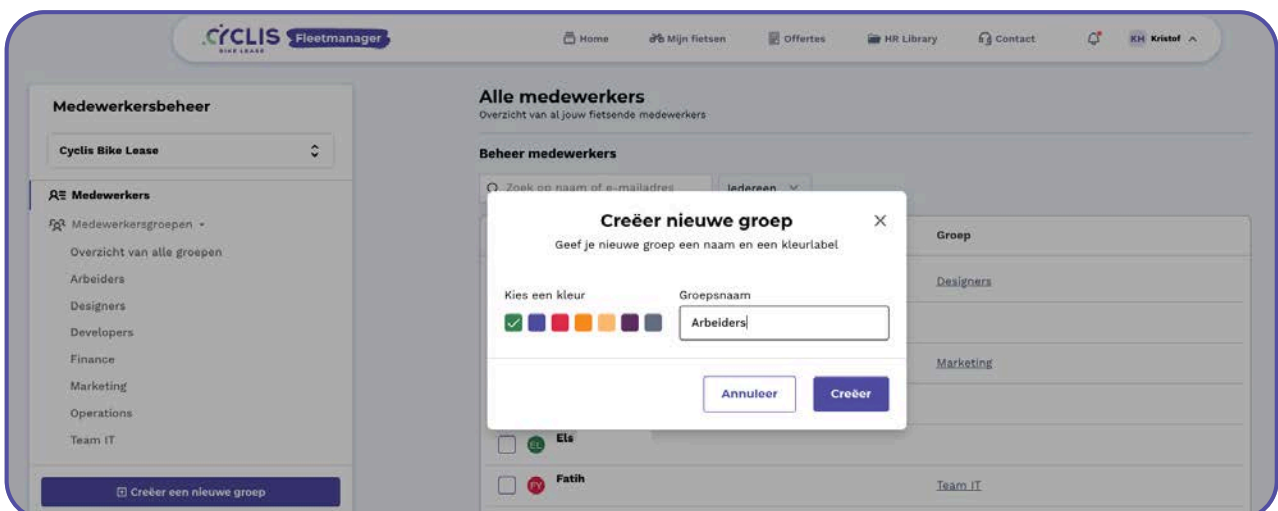 CYCLIS
BIKE LEASE
Fleetmanager
Home
Mijn fietsen
Offertes
HR Library
Contact
KH Kristof
Medewerkersbeheer
Cyclis Bike Lease
Medewerkers
Medewerkersgroepen
Overzicht van alle groepen
Arbeiders
Designers
Developers
Finance
Marketing
Operations
Team IT
Creëer een nieuwe groep
Alle medewerkers
Overzicht van al jouw fietsende medewerkers
Beheer medewerkers
Zoek op naam of e-mailadres
Iedereen
Groep
Designers
Marketing
EL Els
FY Fatih
Team IT
Creëer nieuwe groep
Geef je nieuwe groep een naam en een kleurlabel
Kies een kleur
Groepsnaam
Arbeiders
Annuleer
Creëer